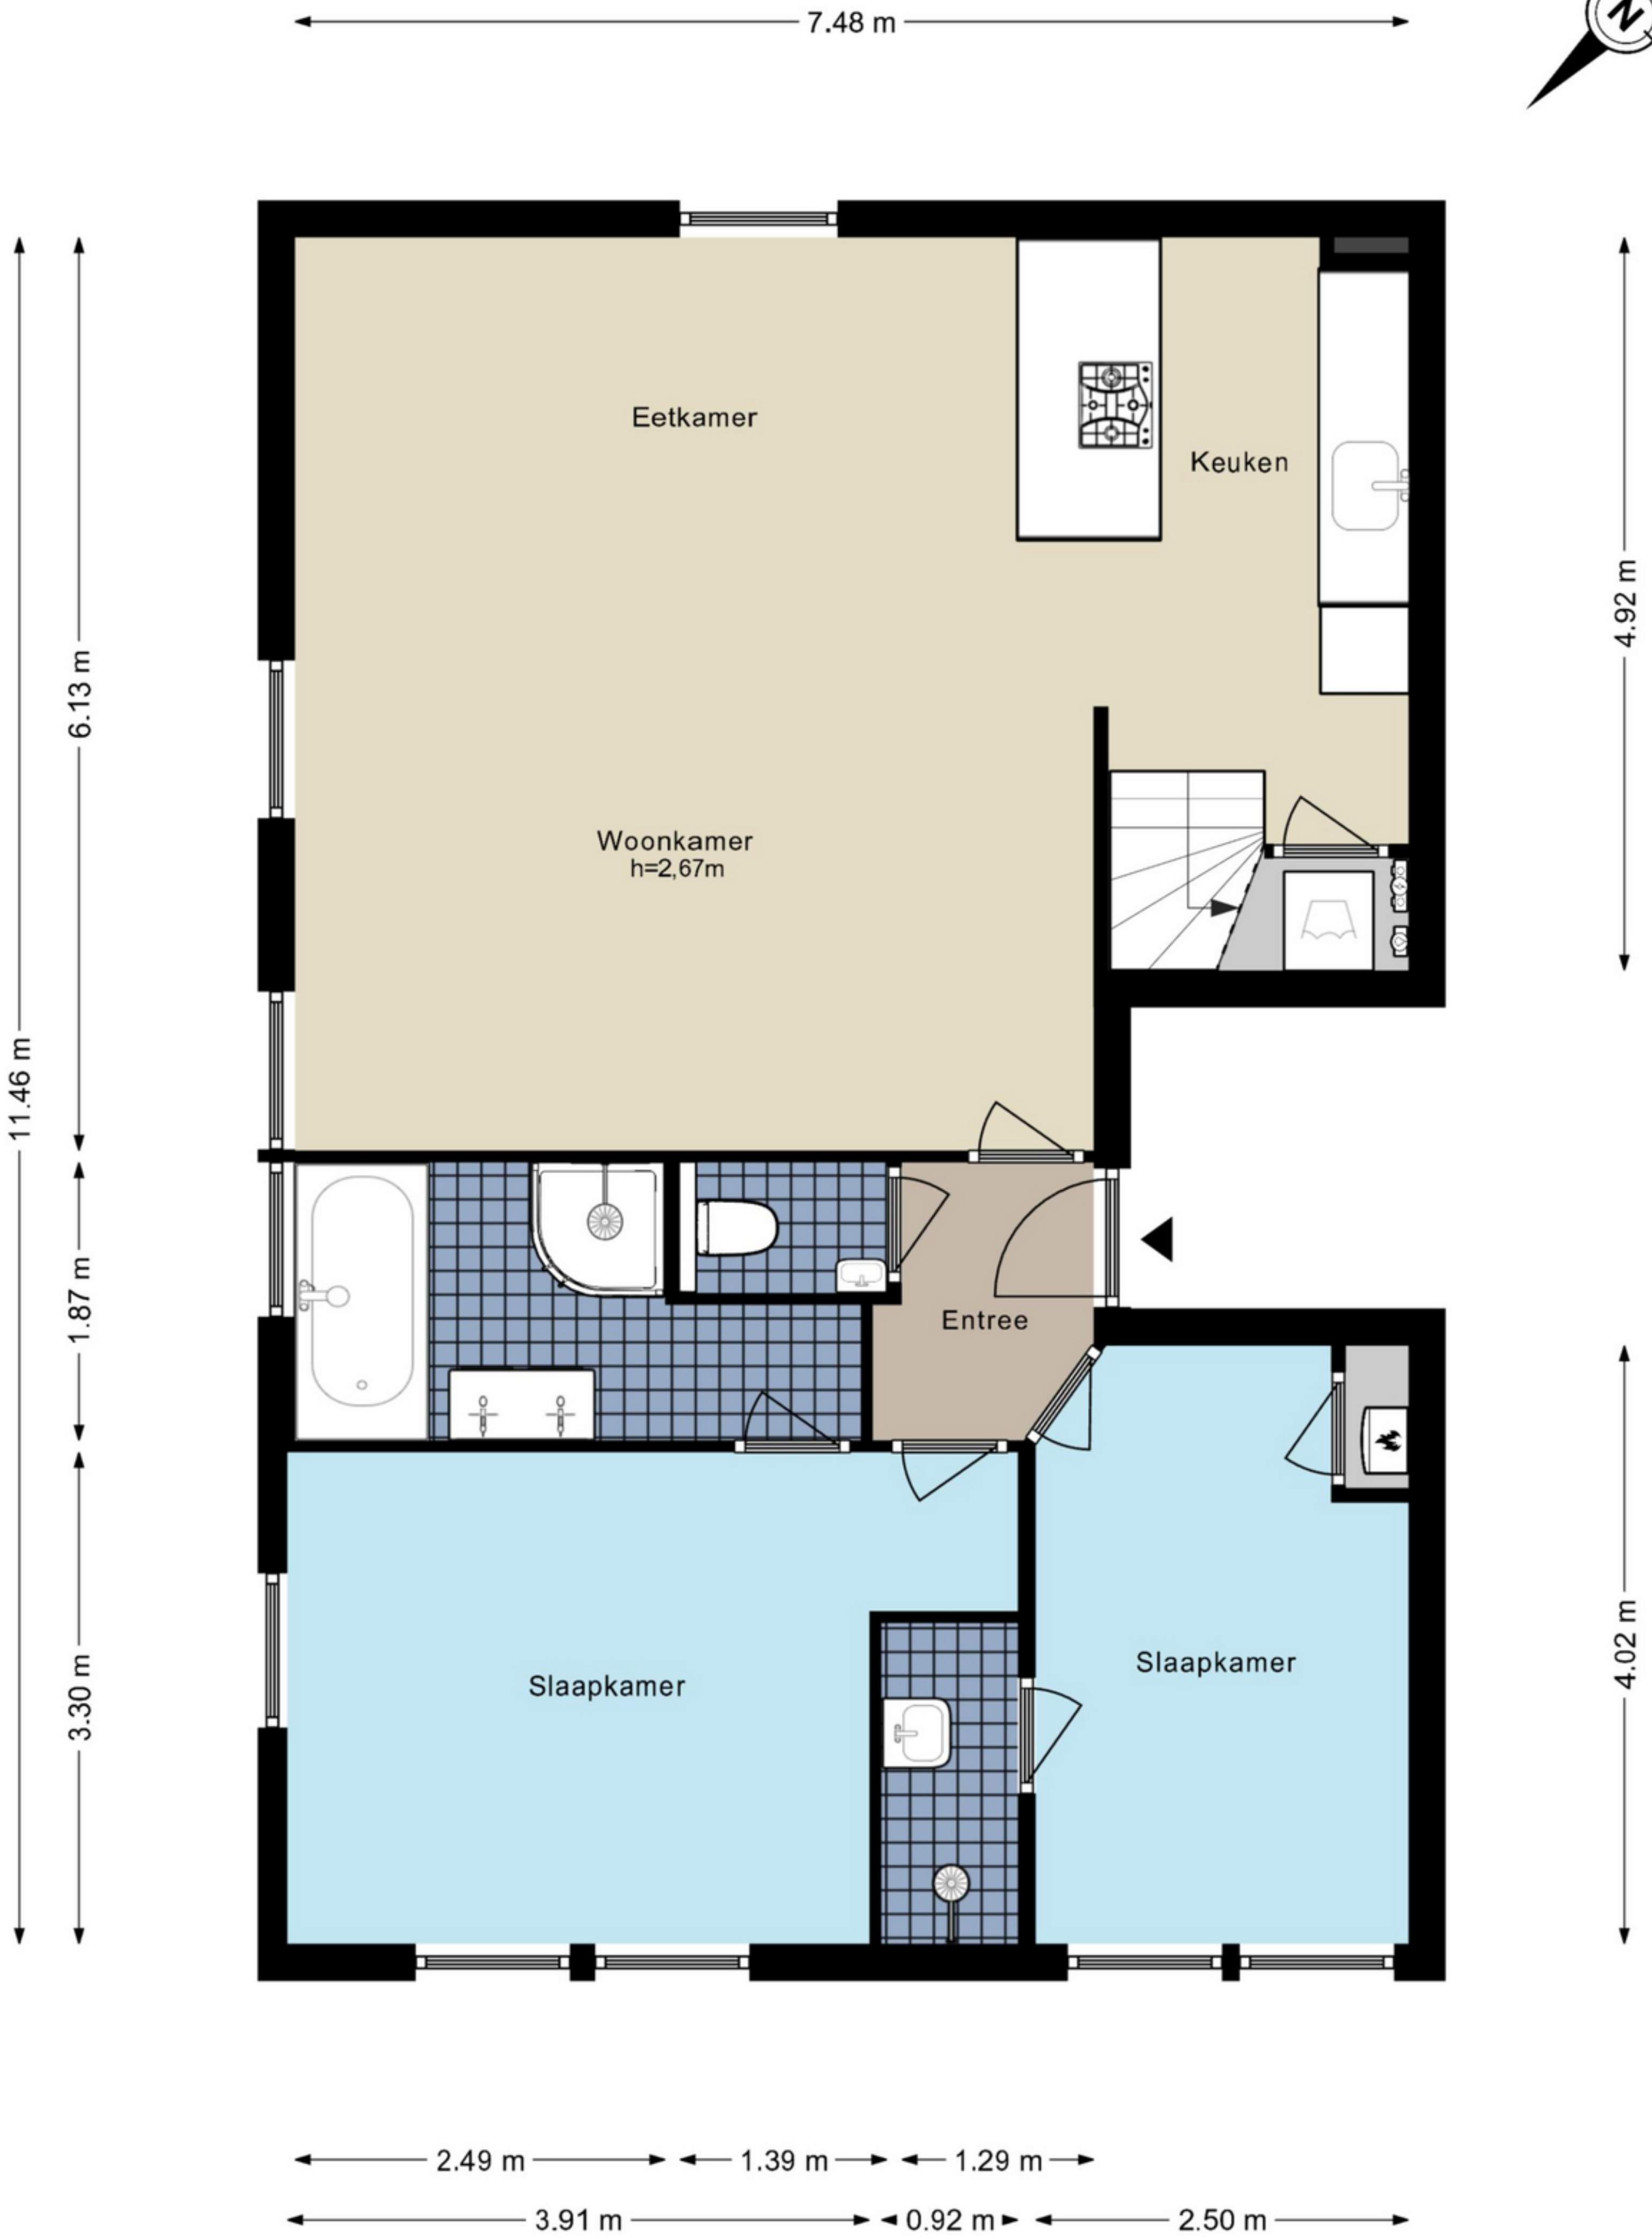 7.48 m
N
Eetkamer
Keuken
4.92 m
6.13 m
Woonkamer
h=2,67m
11.46 m
1.87 m
Entree
4.02 m
Slaapkamer
Slaapkamer
3.30 m
2.49 m 1.39 m 1.29 m
3.91 m 0.92 m 2.50 m